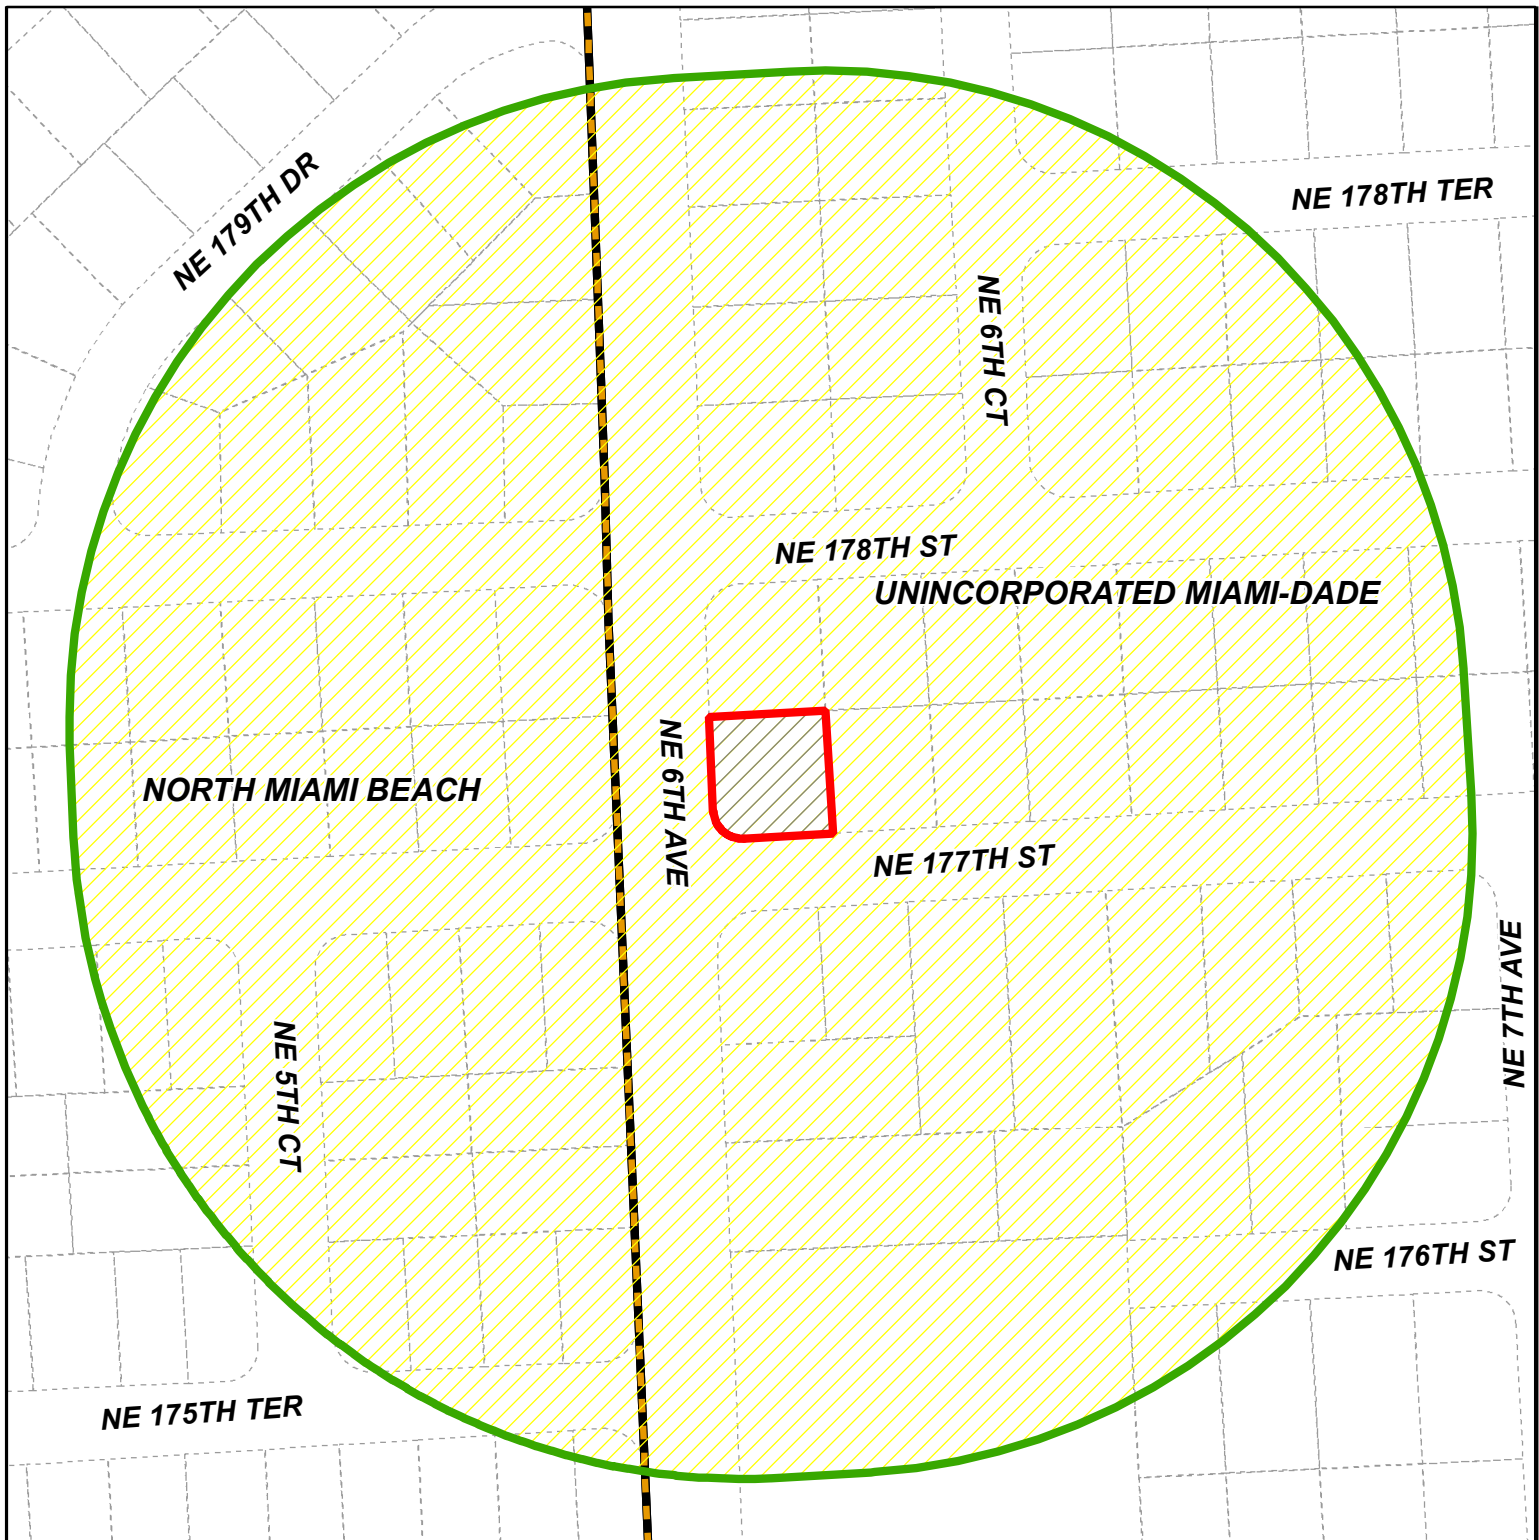 NE 179TH DR
NE 178TH TER
NE 6TH CT
NE 178TH ST
UNINCORPORATED MIAMI-DADE
NORTH MIAMI BEACH
NE 6TH AVE
NE 177TH ST
NE 7TH AVE
NE 5TH CT
NE 176TH ST
NE 175TH TER